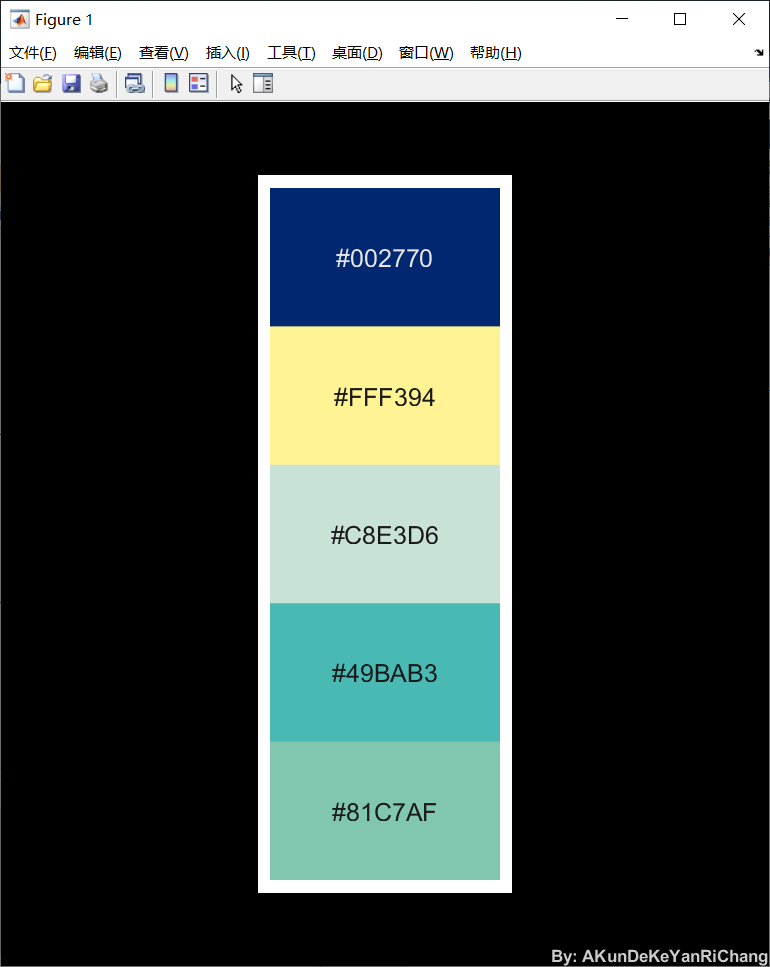 Figure 1
文件(F) 编辑(E) 查看(V) 插入(I) 工具(T) 桌面(D) 窗口(W) 帮助(H)
#002770
#FFF394
#C8E3D6
#49BAB3
#81C7AF
By: AKunDeKeYanRiChang